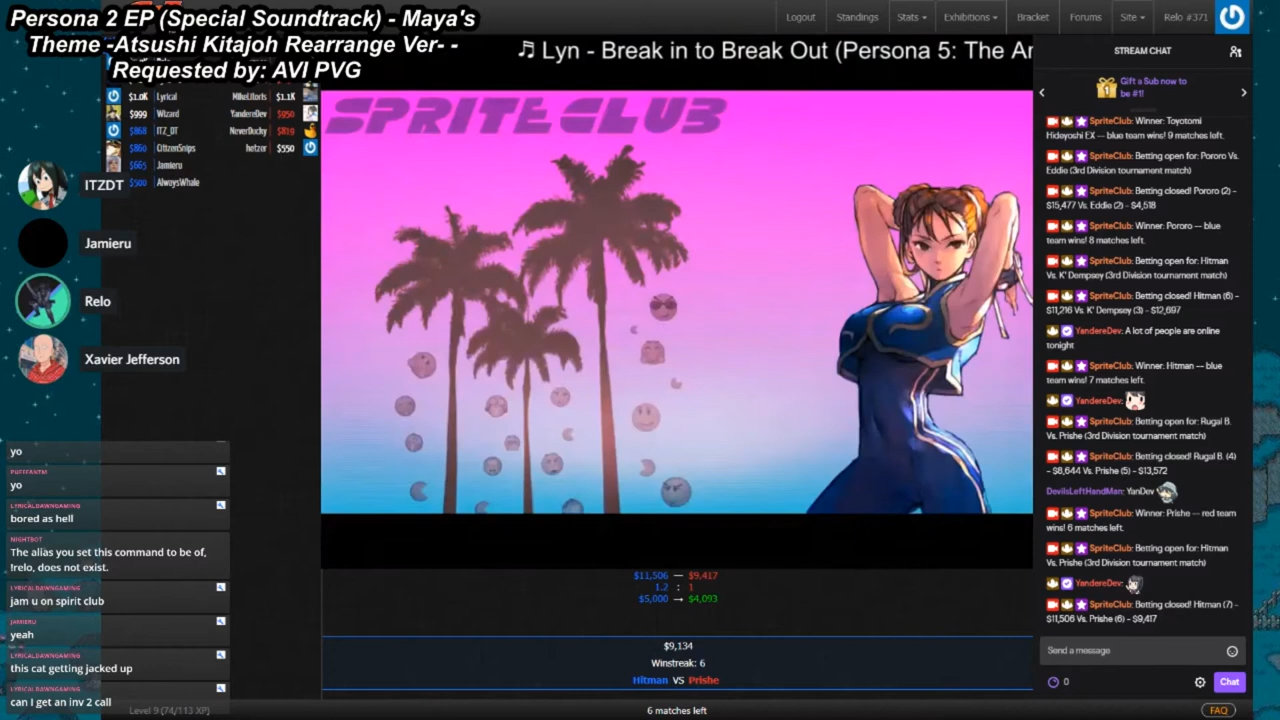 Persona 2 EP (Special Soundtrack) - Maya's
Theme -Atsushi Kitajoh Rearrange Ver- -
Requested by: AVI PVG
Logout
Standings
Stats
Exhibitions
Bracket
Forums
Site
Relo #371
♫ Lyn - Break in to Break Out (Persona 5: The An
$1.0K Lyrical
MikeLitoris $1.1K
$999 Wizard
YandereDev $950
$868 ITZ_DT
NeverDucky $819
$860 CitizenSnips
hetzer $550
$665 Jamieru
$500 AlwaysWhale
SPRITE CLUB
ITZDT
Jamieru
Relo
Xavier Jefferson
yo
PUFFFANTM
yo
LYRICALDAWNGAMING
bored as hell
NIGHTBOT
The alias you set this command to be of,
!relo, does not exist.
LYRICALDAWNGAMING
jam u on spirit club
JAMIERU
yeah
LYRICALDAWNGAMING
this cat getting jacked up
LYRICALDAWNGAMING
can I get an inv 2 call
Level 9 (74/113 XP)
$11,506 — $9,417
1.2 : 1
$5,000 → $4,093
$9,134
Winstreak: 6
Hitman VS Prishe
6 matches left
STREAM CHAT
Gift a Sub now to
be #1!
1
SpriteClub: Winner: Toyotomi
Hideyoshi EX -- blue team wins! 9 matches left.
SpriteClub: Betting open for: Pororo Vs.
Eddie (3rd Division tournament match)
SpriteClub: Betting closed! Pororo (2) -
$15,477 Vs. Eddie (2) - $4,518
SpriteClub: Winner: Pororo -- blue
team wins! 8 matches left.
SpriteClub: Betting open for: Hitman
Vs. K' Dempsey (3rd Division tournament match)
SpriteClub: Betting closed! Hitman (6) -
$11,216 Vs. K' Dempsey (3) - $12,697
YandereDev: A lot of people are online
tonight
SpriteClub: Winner: Hitman -- blue
team wins! 7 matches left.
YandereDev:
SpriteClub: Betting open for: Rugal B.
Vs. Prishe (3rd Division tournament match)
SpriteClub: Betting closed! Rugal B. (4)
- $8,644 Vs. Prishe (5) - $13,572
DevilsLeftHandMan: YanDev
SpriteClub: Winner: Prishe -- red team
wins! 6 matches left.
SpriteClub: Betting open for: Hitman
Vs. Prishe (3rd Division tournament match)
YandereDev:
SpriteClub: Betting closed! Hitman (7) -
$11,506 Vs. Prishe (6) - $9,417
Send a message
0
Chat
FAQ